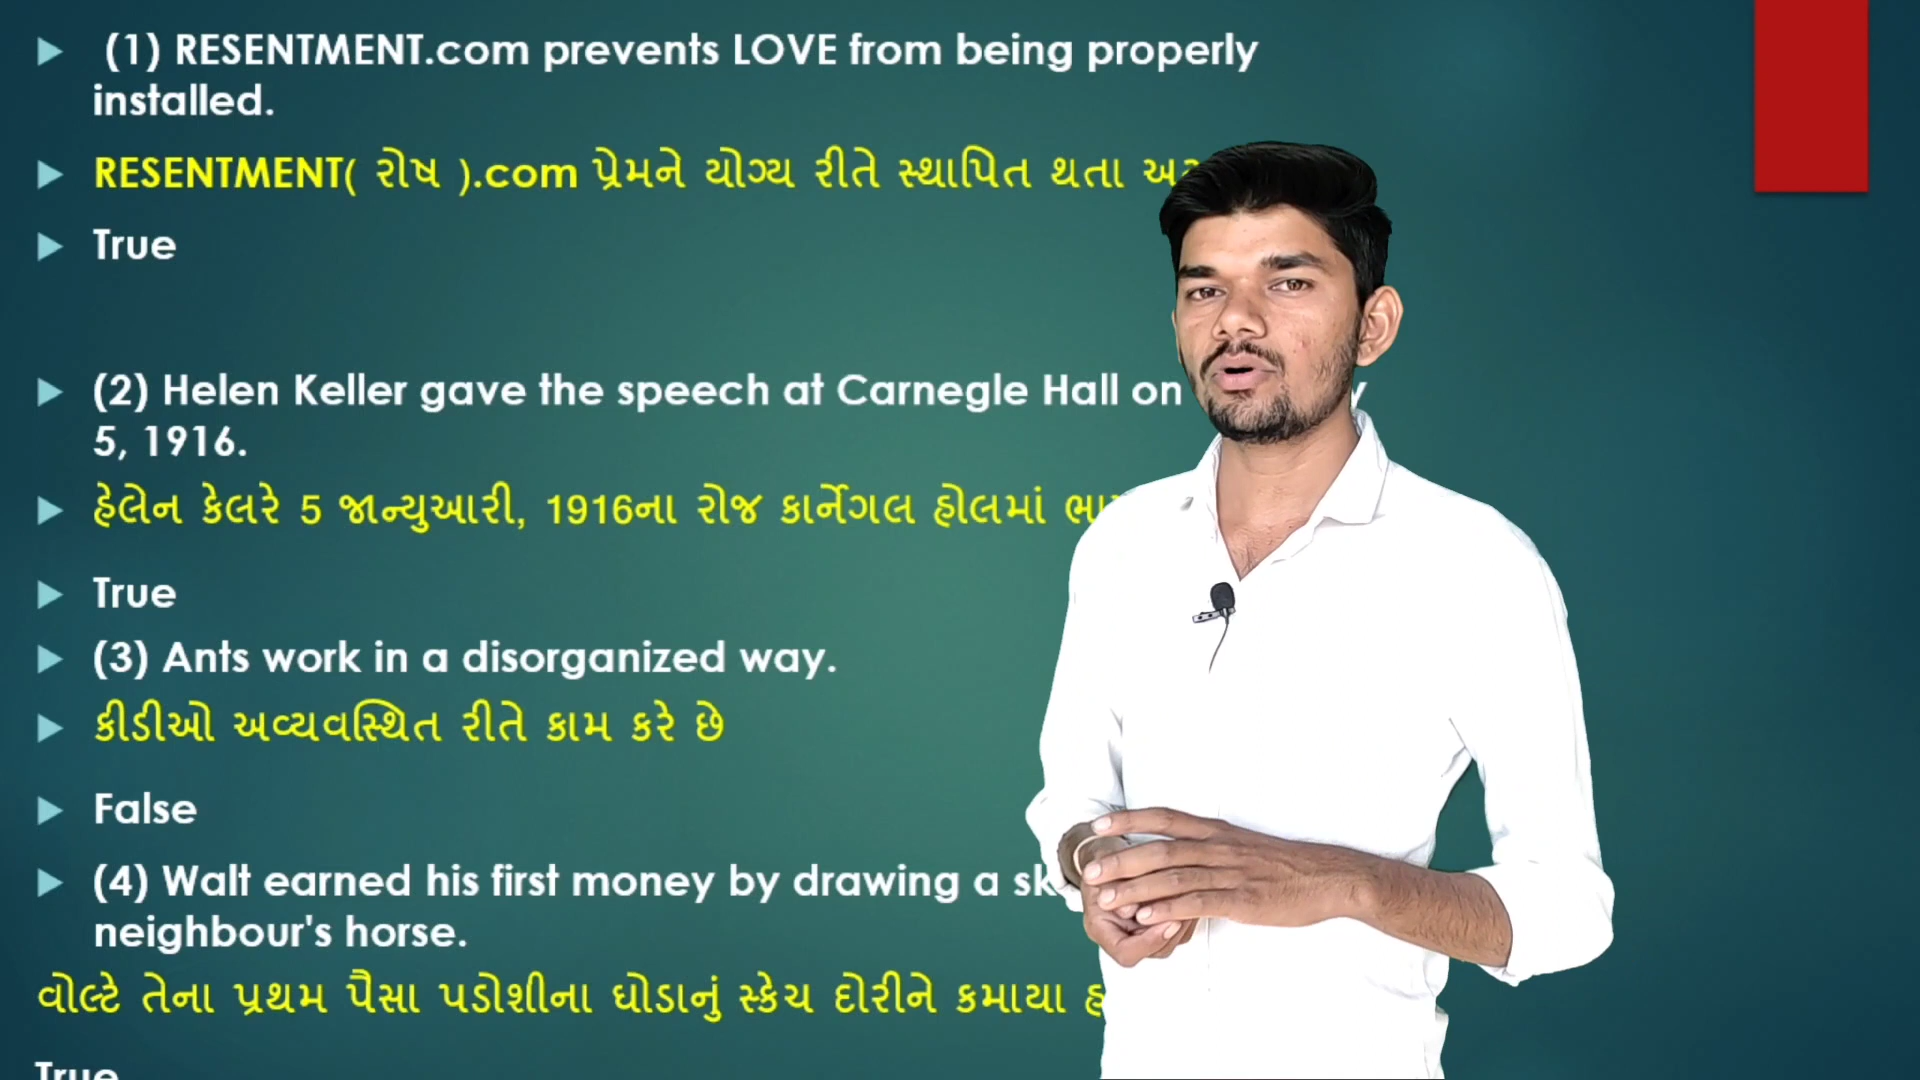 (1) RESENTMENT.com prevents LOVE from being properly
installed.
RESENTMENT( રોષ ).com પ્રેમને યોગ્ય રીતે સ્થાપિત થતા
True
(2) Helen Keller gave the speech at Carnegle Hall on
5, 1916.
હેલેન કેલરે 5 જાન્યુઆરી, 1916ના રોજ કાર્નેગલ હોલમાં
True
(3) Ants work in a disorganized way.
કીડીઓ અવ્યવસ્થિત રીતે કામ કરે છે
False
(4) Walt earned his first money by drawing a
neighbour's horse.
વોલ્ટે તેના પ્રથમ પૈસા પડોશીના ઘોડાનું સ્કેચ દોરીને કમાયા
True